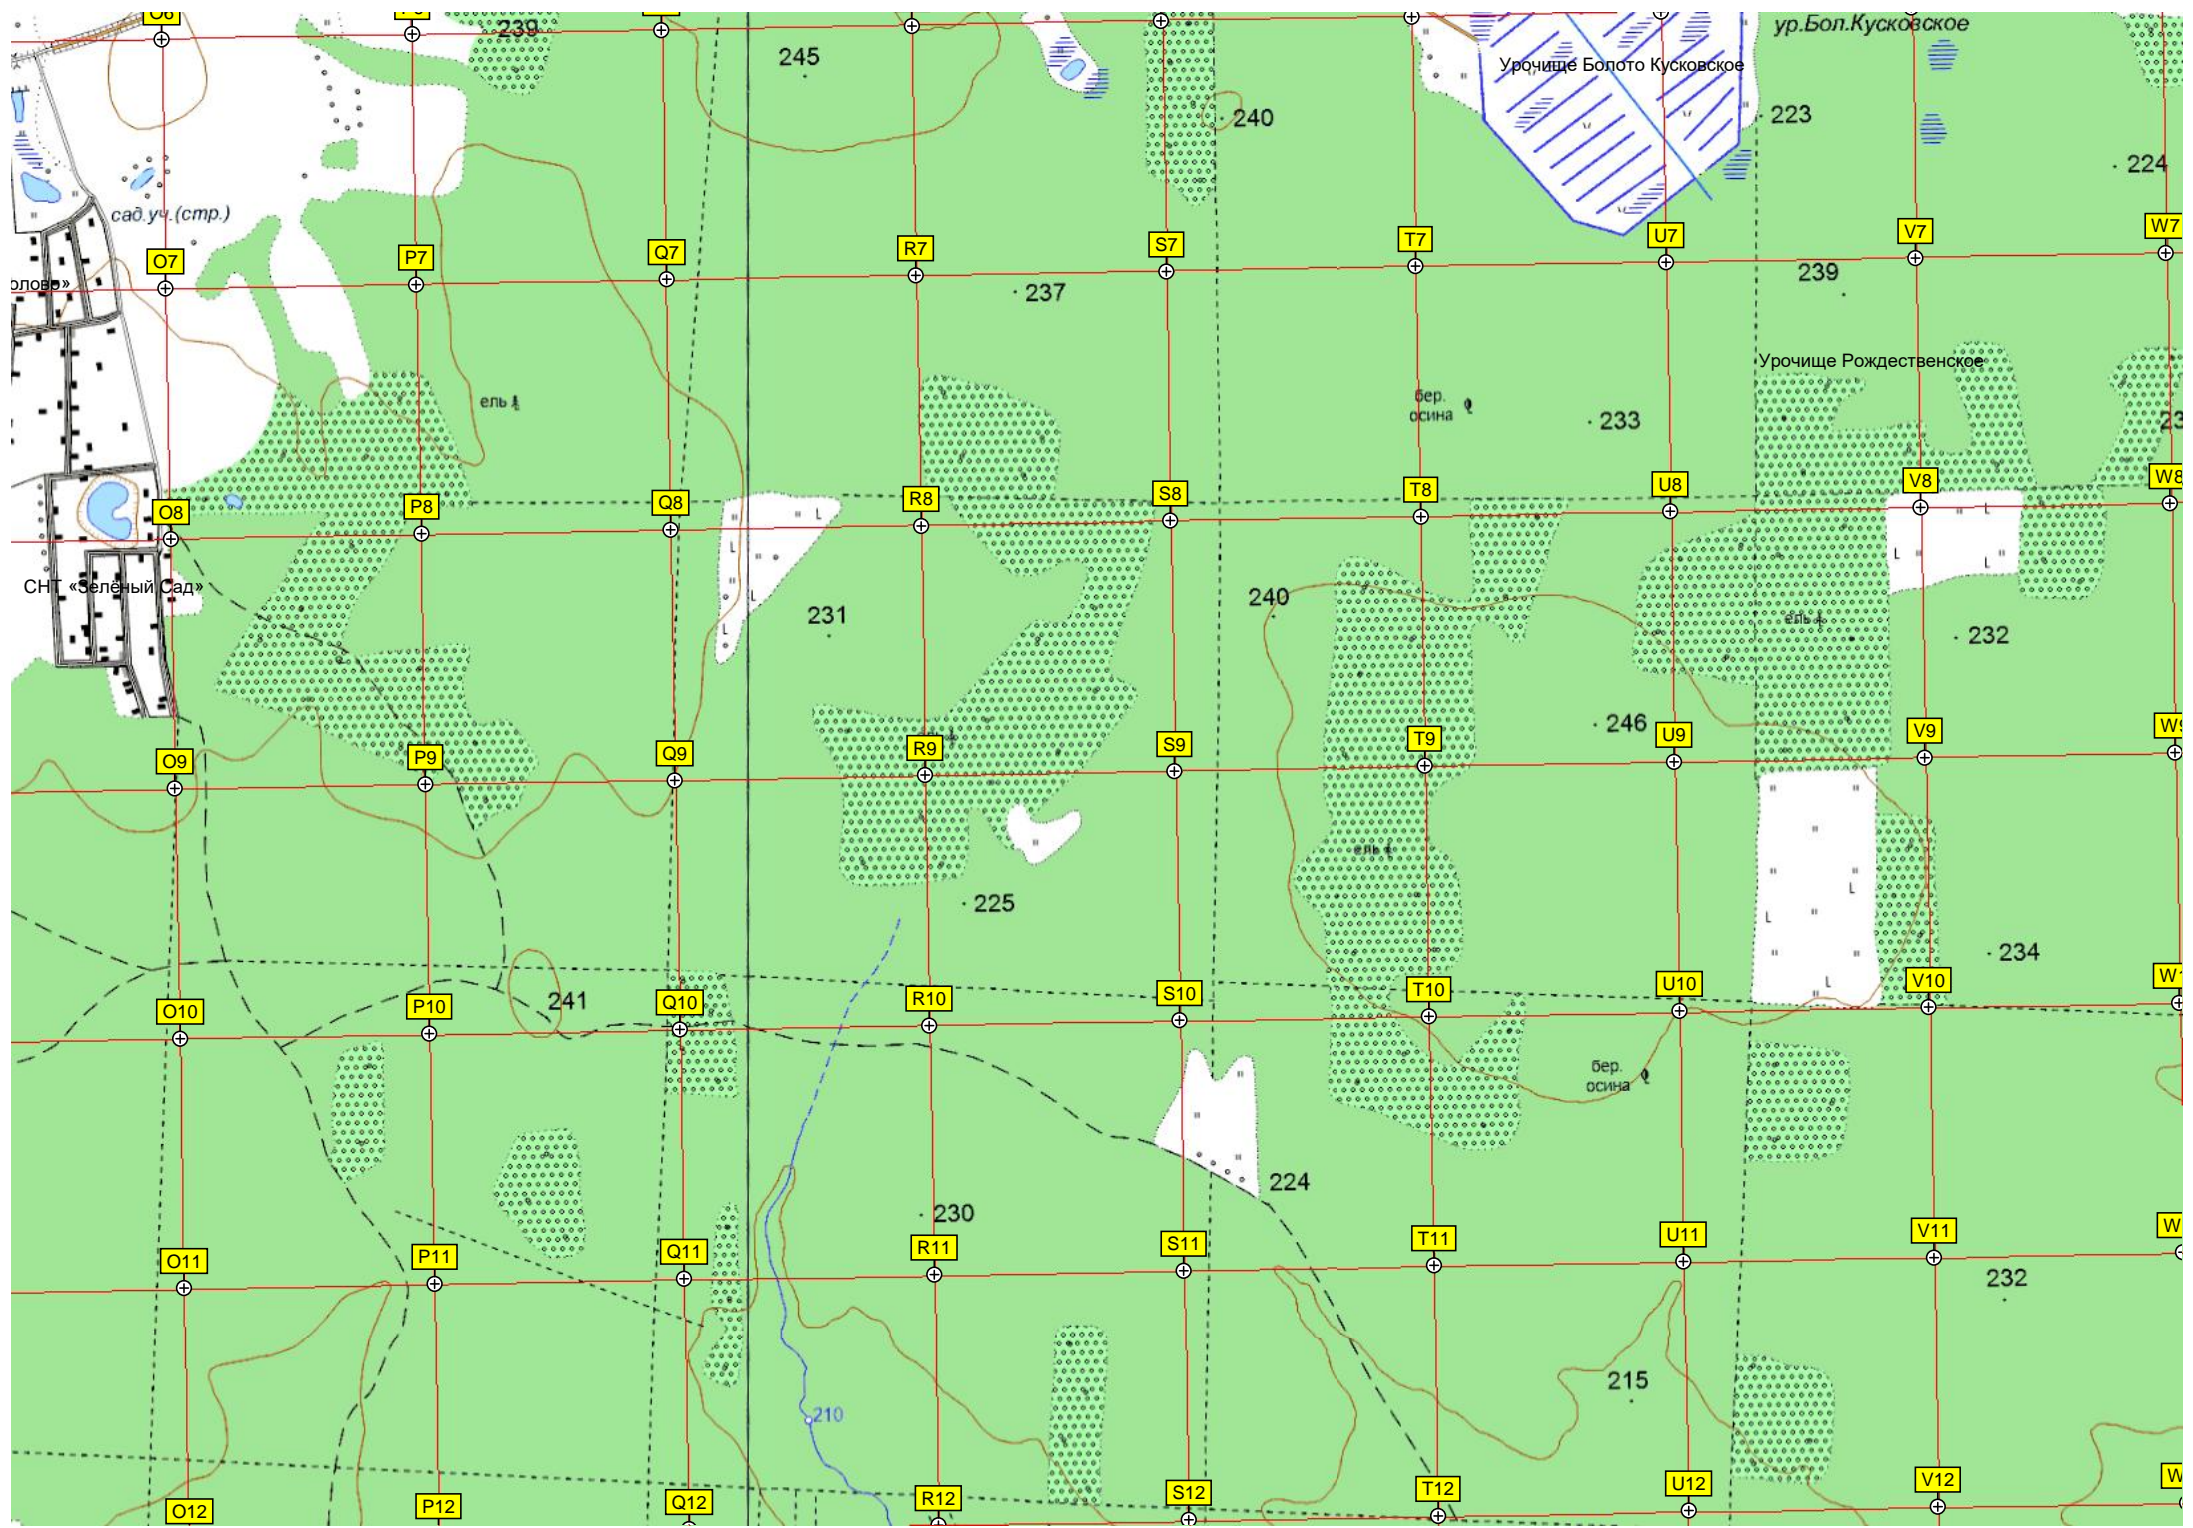 O6
239
245
ур.Бол.Кусковское
Урочище Болото Кусковское
240
223
224
сад.уч.(стр.)
O7
P7
Q7
R7
S7
T7
U7
V7
W7
олово»
237
239
Урочище Рождественское
ель
бер.
осина
233
O8
P8
Q8
R8
S8
T8
U8
V8
W8
СНТ «Зелёный Сад»
231
240
ель
232
246
O9
P9
Q9
R9
S9
T9
U9
V9
ель
225
234
241
O10
P10
Q10
R10
S10
T10
U10
V10
бер.
осина
224
230
O11
P11
Q11
R11
S11
T11
U11
V11
232
215
210
O12
P12
Q12
R12
S12
T12
U12
V12